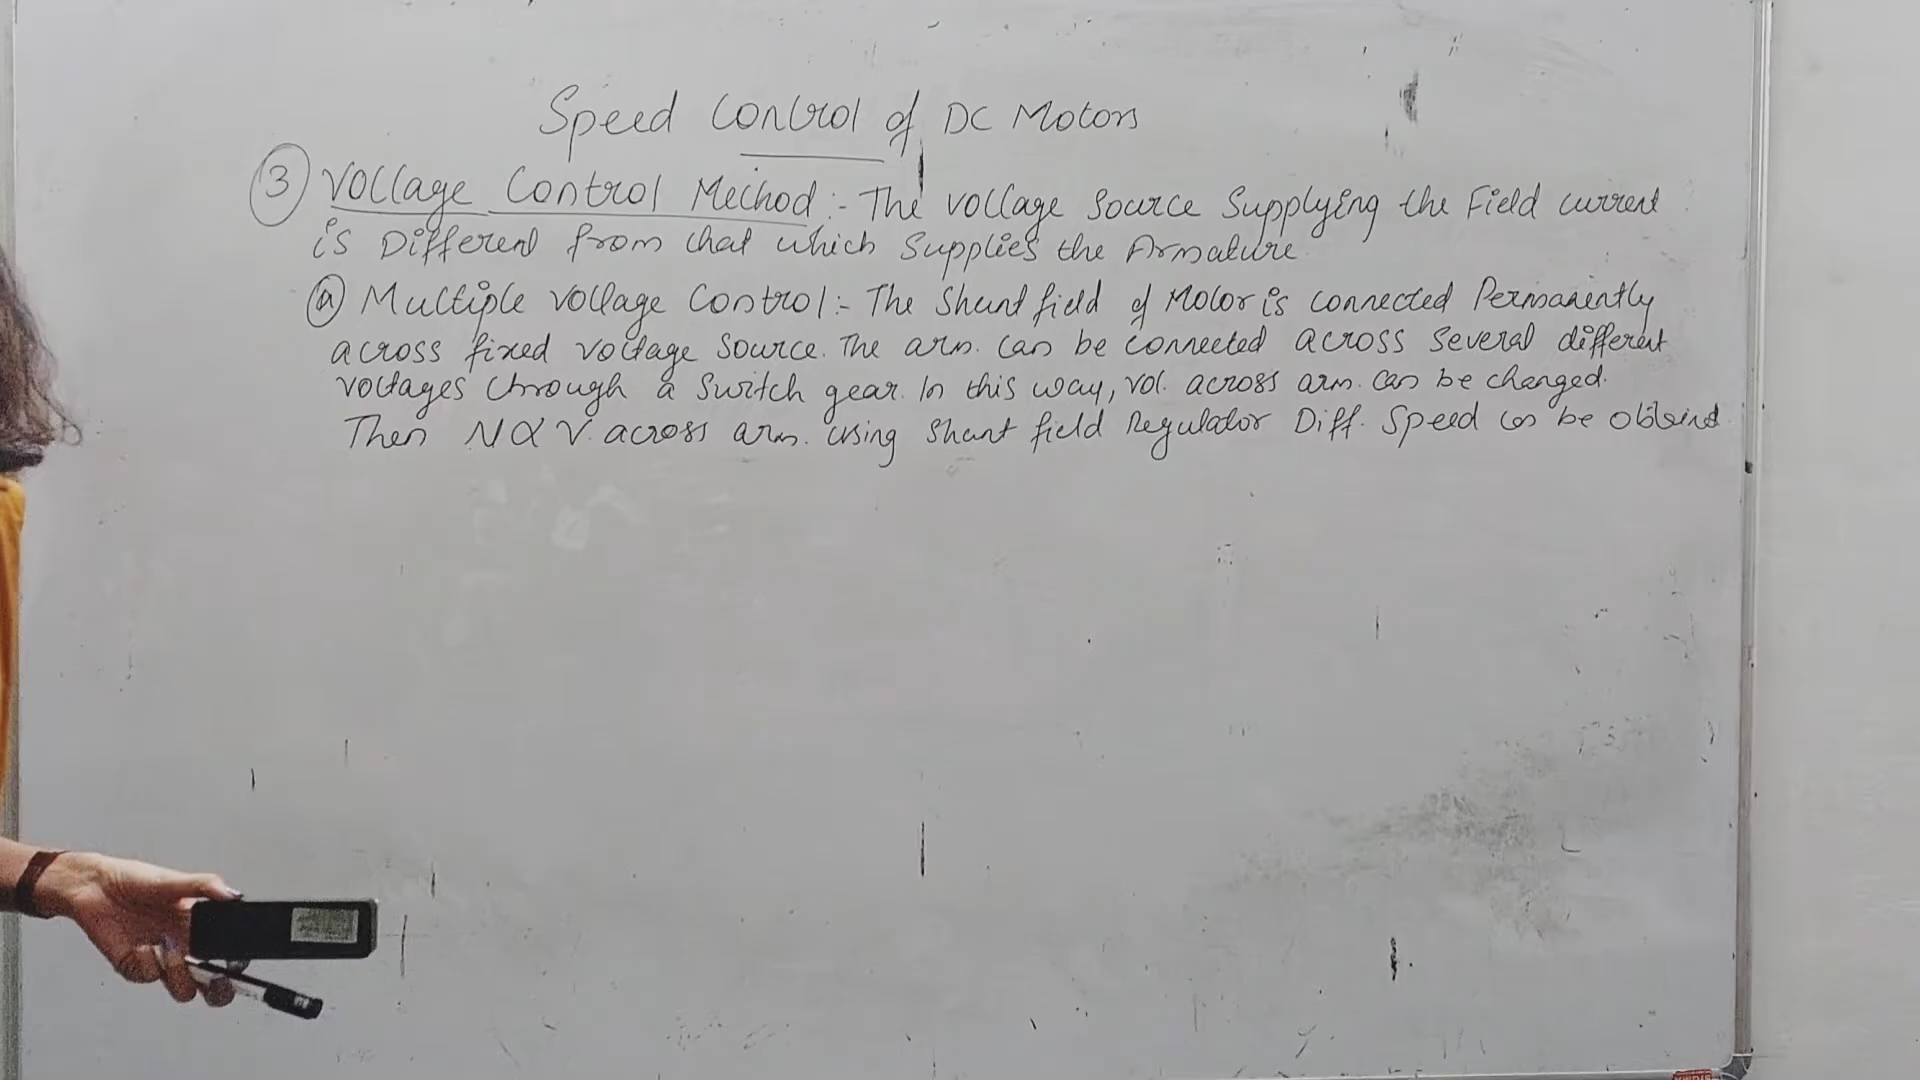 Speed Control of DC Motors
③ Voltage Control Method :- The voltage Source Supplying the Field current
is Different from that which Supplies the Armature
ⓐ Multiple voltage Control :- The Shunt field of Motor is connected Permanently
across fixed voltage Source. The arm. can be connected across several different
voltages through a switch gear. In this way, vol. across arm. can be changed.
Then N α V. across arm. using Shunt field Regulator Diff. Speed can be